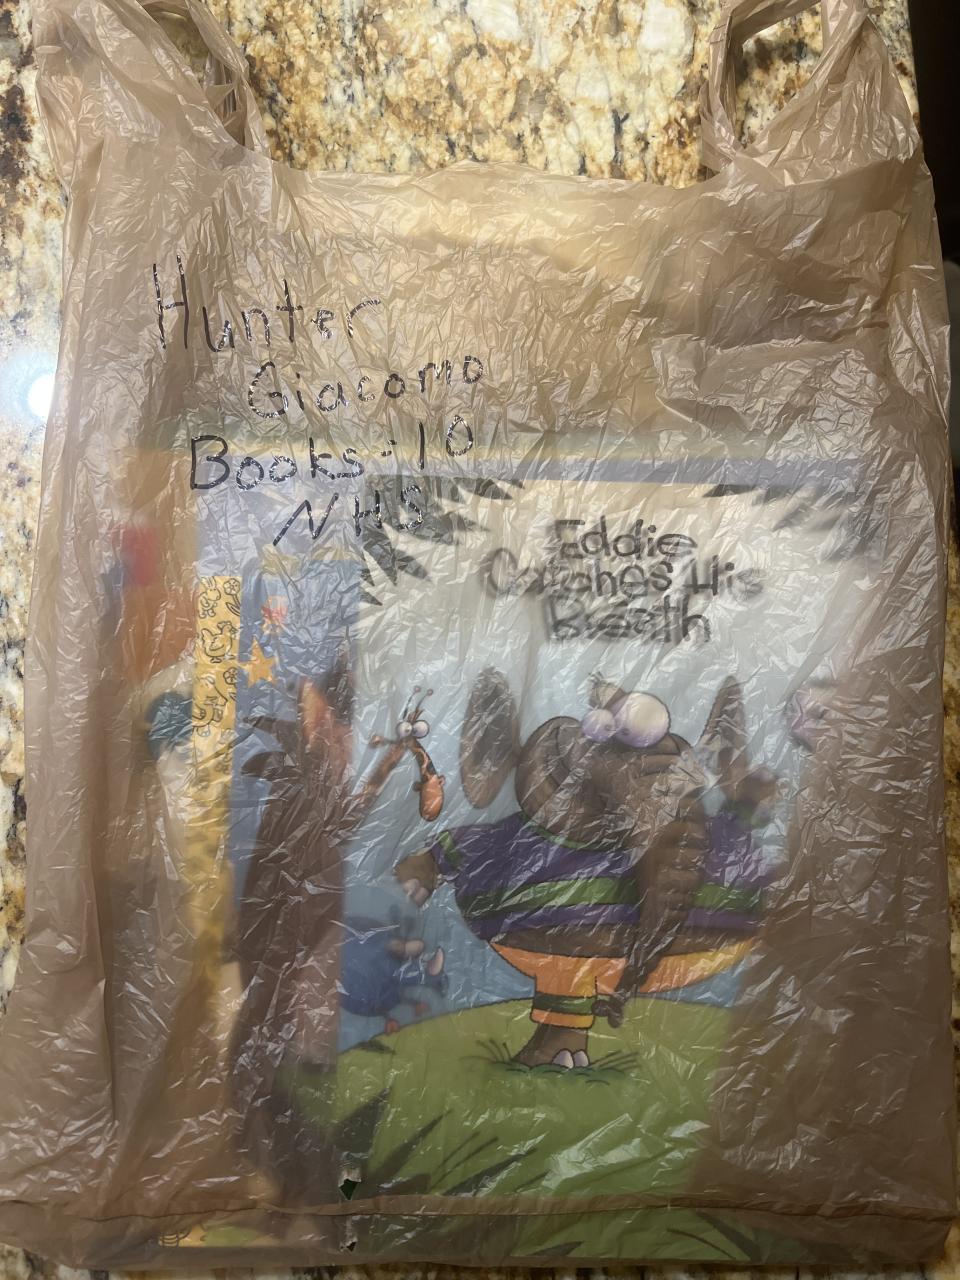 Hunter
Giacomo
Books:10
NHS
Eddie
Catches His
Breath